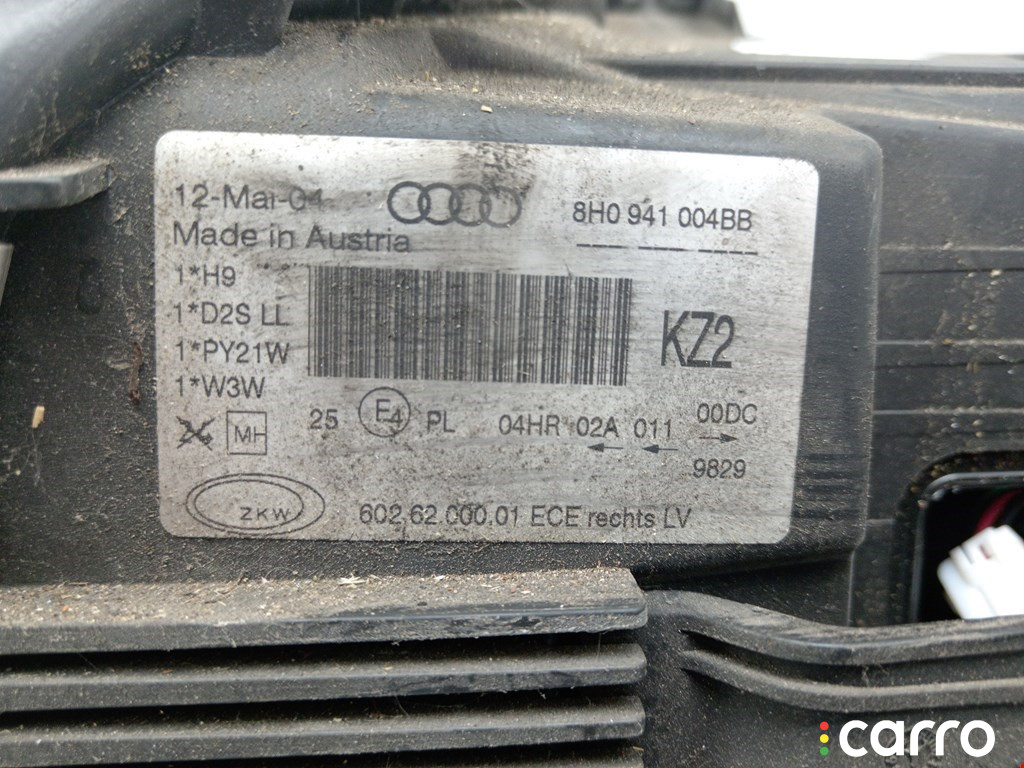 12-Mai-04
8H0 941 004BB
Made in Austria
1*H9
1*D2S LL
1*PY21W
1*W3W
KZ2
MH
25 E4 PL 04HR 02A 011 00DC
9829
ZKW
602.62.000.01 ECE rechts LV
carro